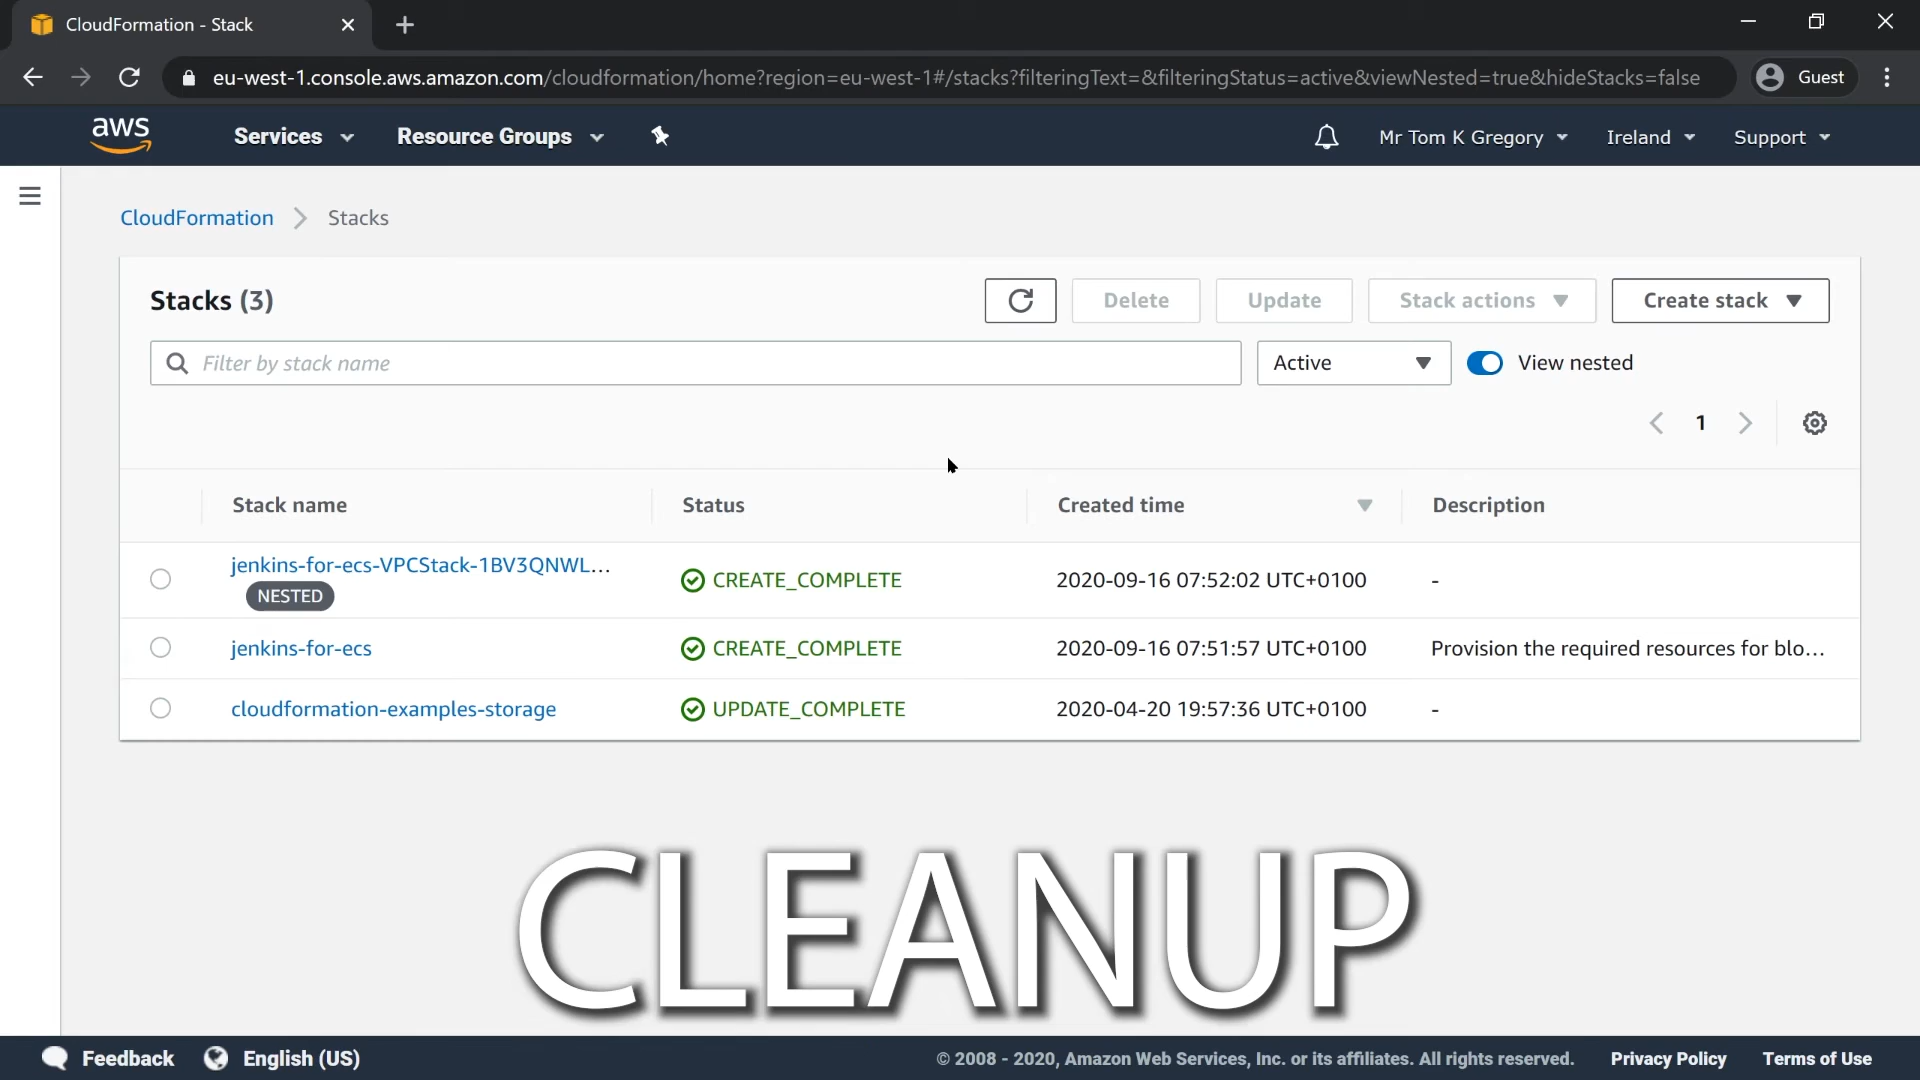 CloudFormation - Stack
eu-west-1.console.aws.amazon.com/cloudformation/home?region=eu-west-1#/stacks?filteringText=&filteringStatus=active&viewNested=true&hideStacks=false
Guest
aws
Services
Resource Groups
Mr Tom K Gregory
Ireland
Support
CloudFormation
Stacks
Stacks (3)
Delete
Update
Stack actions
Create stack
Filter by stack name
Active
View nested
1
Stack name
Status
Created time
Description
jenkins-for-ecs-VPCStack-1BV3QNWL...
NESTED
CREATE_COMPLETE
2020-09-16 07:52:02 UTC+0100
-
jenkins-for-ecs
CREATE_COMPLETE
2020-09-16 07:51:57 UTC+0100
Provision the required resources for blo...
cloudformation-examples-storage
UPDATE_COMPLETE
2020-04-20 19:57:36 UTC+0100
-
CLEANUP
Feedback
English (US)
© 2008 - 2020, Amazon Web Services, Inc. or its affiliates. All rights reserved.
Privacy Policy
Terms of Use